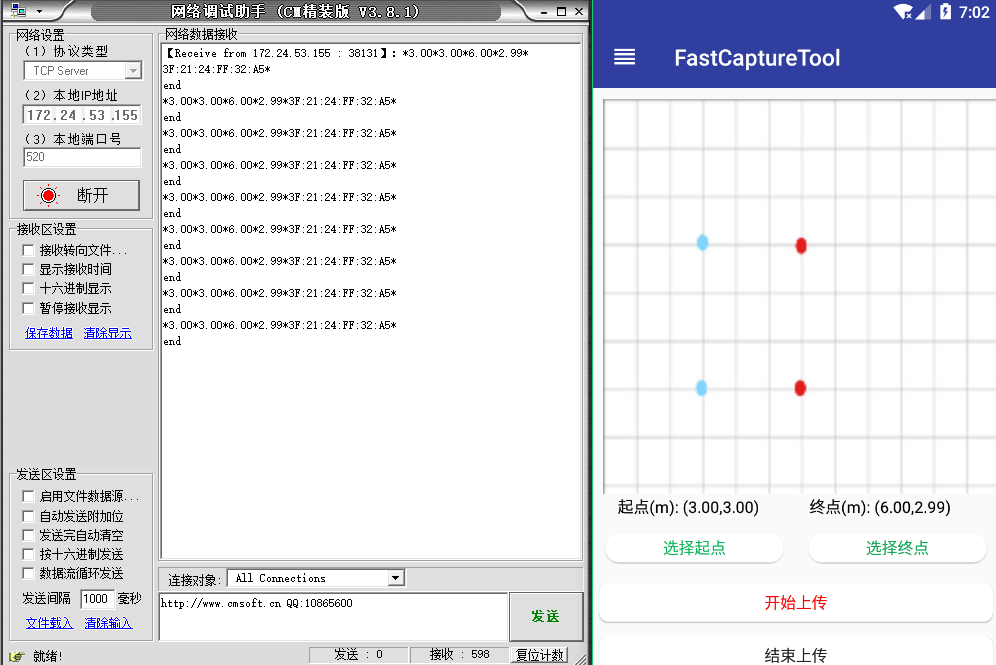 网络调试助手 (CⅢ精装版 V3.8.1)
网络设置
(1) 协议类型
TCP Server
(2) 本地IP地址
172.24 .53 .155
(3) 本地端口号
520
断开
接收区设置
接收转向文件...
显示接收时间
十六进制显示
暂停接收显示
保存数据 清除显示
发送区设置
启用文件数据源...
自动发送附加位
发送完自动清空
按十六进制发送
数据流循环发送
发送间隔 1000 毫秒
文件载入 清除输入
就绪!
网络数据接收
【Receive from 172.24.53.155 : 38131】: *3.00*3.00*6.00*2.99*
3F:21:24:FF:32:A5*
end
*3.00*3.00*6.00*2.99*3F:21:24:FF:32:A5*
end
*3.00*3.00*6.00*2.99*3F:21:24:FF:32:A5*
end
*3.00*3.00*6.00*2.99*3F:21:24:FF:32:A5*
end
*3.00*3.00*6.00*2.99*3F:21:24:FF:32:A5*
end
*3.00*3.00*6.00*2.99*3F:21:24:FF:32:A5*
end
*3.00*3.00*6.00*2.99*3F:21:24:FF:32:A5*
end
*3.00*3.00*6.00*2.99*3F:21:24:FF:32:A5*
end
*3.00*3.00*6.00*2.99*3F:21:24:FF:32:A5*
end
连接对象: All Connections
http://www.cmsoft.cn QQ:10865600
发送
发送 : 0 接收 : 598 复位计数
7:02
FastCaptureTool
起点(m): (3.00,3.00) 终点(m): (6.00,2.99)
选择起点 选择终点
开始上传
结束上传